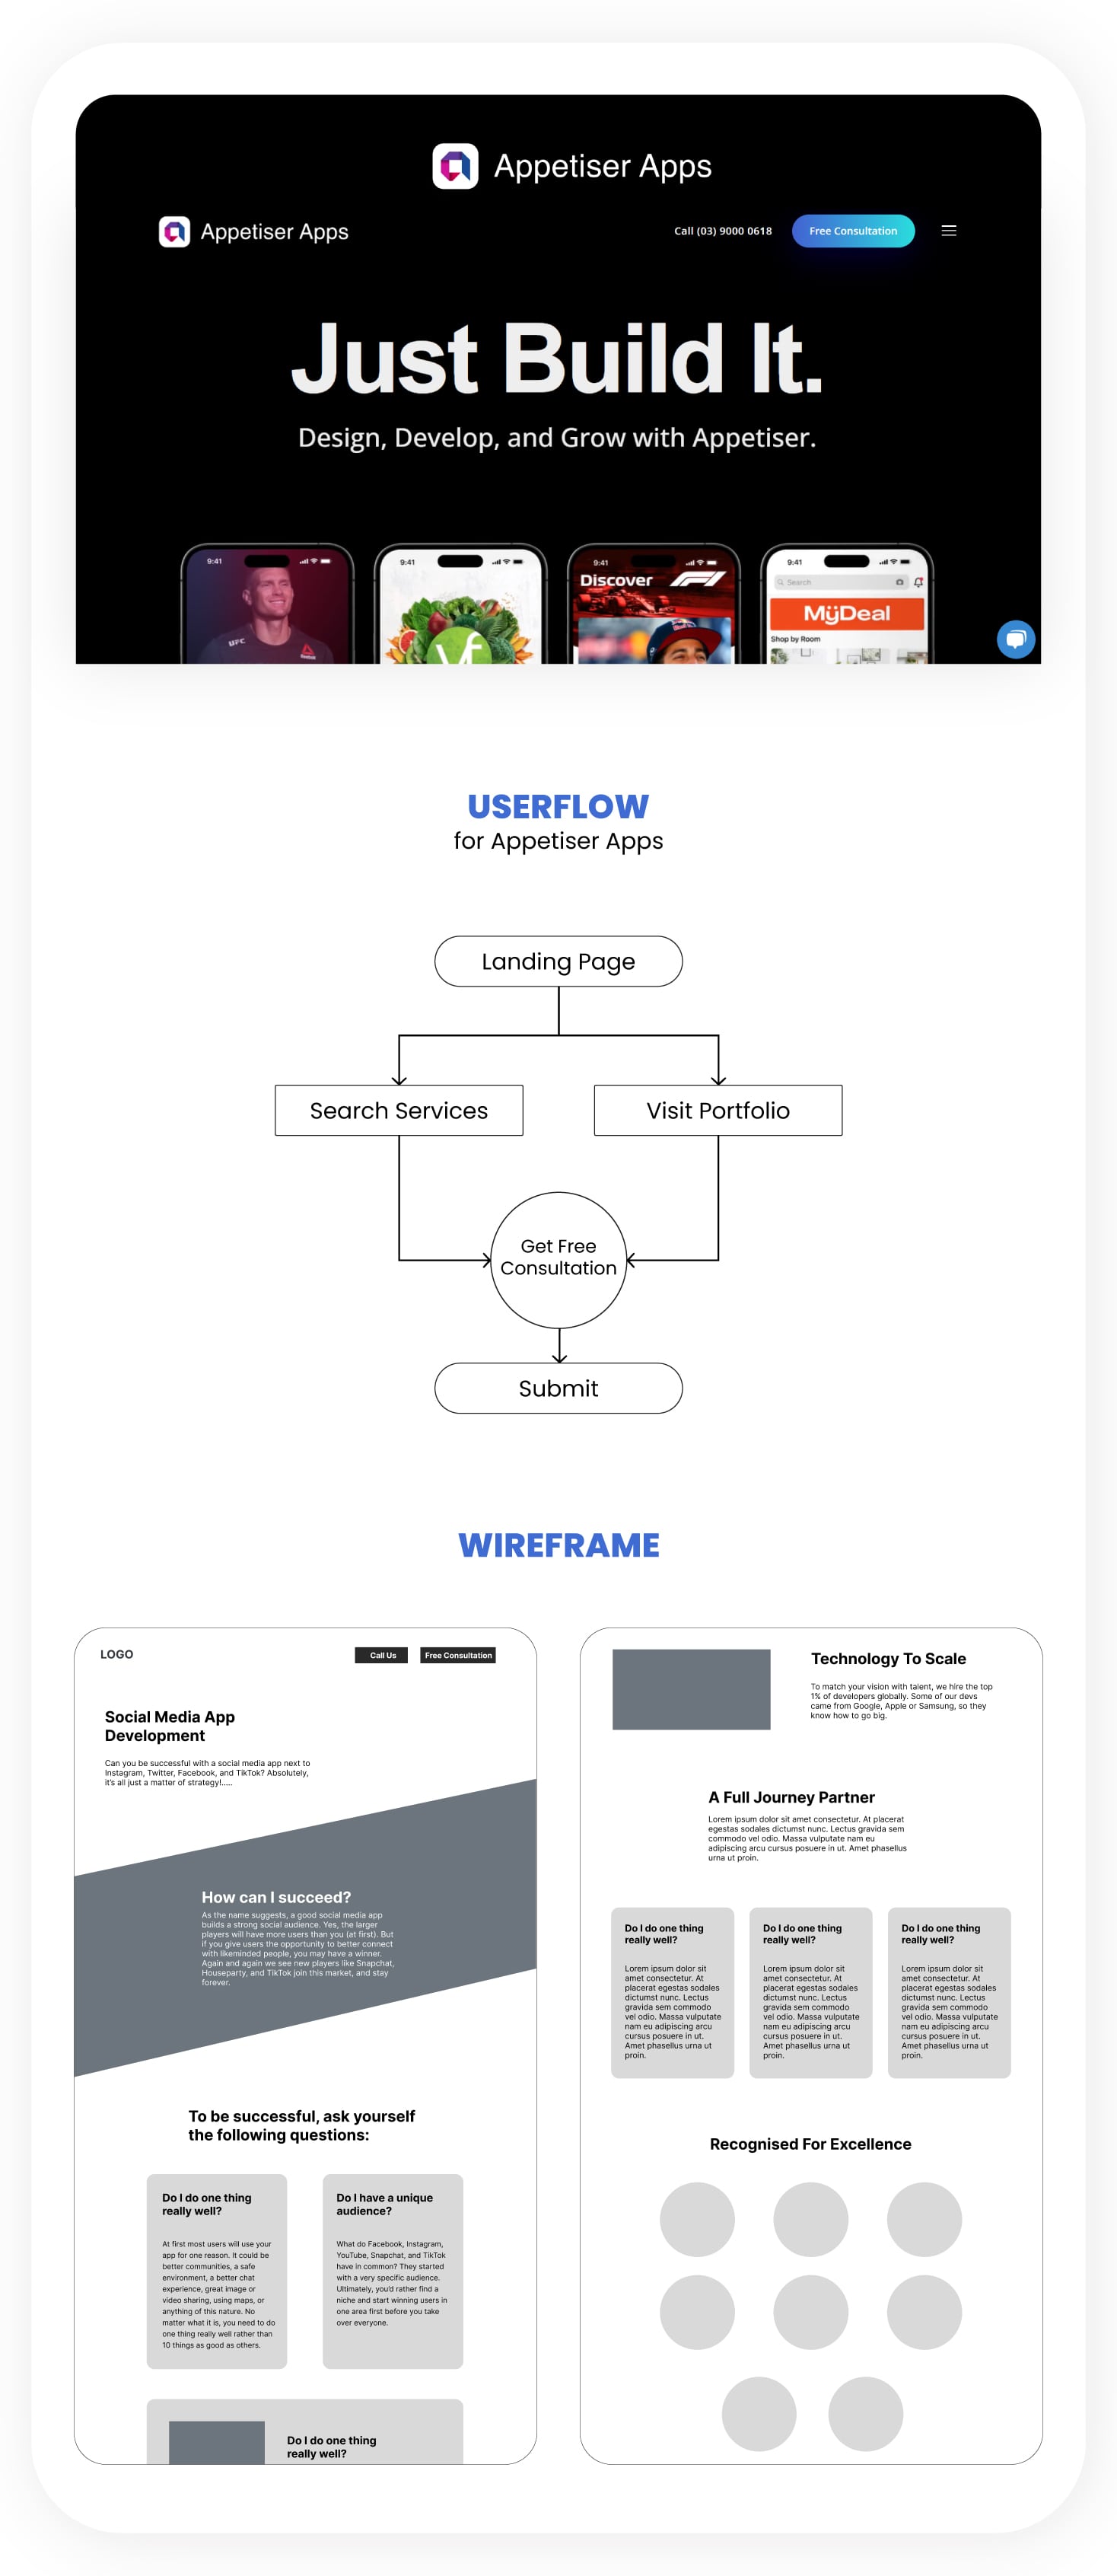 Appetiser Apps
Appetiser Apps
Call (03) 9000 0618
Free Consultation
Just Build It.
Design, Develop, and Grow with Appetiser.
9:41
9:41
9:41
9:41
UFC
vf
Discover
F1
Search
MyDeal
Shop by Room
USERFLOW
for Appetiser Apps
Landing Page
Search Services
Visit Portfolio
Get Free
Consultation
Submit
WIREFRAME
LOGO
Call Us
Free Consultation
Social Media App
Development
Can you be successful with a social media app next to
Instagram, Twitter, Facebook, and TikTok? Absolutely,
it's all just a matter of strategy!.....
How can I succeed?
As the name suggests, a good social media app
builds a strong social audience. Yes, the larger
players will have more users than you (at first). But
if you give users the opportunity to better connect
with likeminded people, you may have a winner.
Again and again we see new players like Snapchat,
Houseparty, and TikTok join this market, and stay
forever.
To be successful, ask yourself
the following questions:
Do I do one thing
really well?
At first most users will use your
app for one reason. It could be
better communities, a safe
environment, a better chat
experience, great image or
video sharing, using maps, or
anything of this nature. No
matter what it is, you need to do
one thing really well rather than
10 things as good as others.
Do I have a unique
audience?
What do Facebook, Instagram,
YouTube, Snapchat, and TikTok
have in common? They started
with a very specific audience.
Ultimately, you'd rather find a
niche and start winning users in
one area first before you take
over everyone.
Do I do one thing
really well?
Technology To Scale
To match your vision with talent, we hire the top
1% of developers globally. Some of our devs
came from Google, Apple or Samsung, so they
know how to go big.
A Full Journey Partner
Lorem ipsum dolor sit amet consectetur. At placerat
egestas sodales dictumst nunc. Lectus gravida sem
commodo vel odio. Massa vulputate nam eu
adipiscing arcu cursus posuere in ut. Amet phasellus
urna ut proin.
Do I do one thing
really well?
Lorem ipsum dolor sit
amet consectetur. At
placerat egestas sodales
dictumst nunc. Lectus
gravida sem commodo
vel odio. Massa vulputate
nam eu adipiscing arcu
cursus posuere in ut.
Amet phasellus urna ut
proin.
Do I do one thing
really well?
Lorem ipsum dolor sit
amet consectetur. At
placerat egestas sodales
dictumst nunc. Lectus
gravida sem commodo
vel odio. Massa vulputate
nam eu adipiscing arcu
cursus posuere in ut.
Amet phasellus urna ut
proin.
Do I do one thing
really well?
Lorem ipsum dolor sit
amet consectetur. At
placerat egestas sodales
dictumst nunc. Lectus
gravida sem commodo
vel odio. Massa vulputate
nam eu adipiscing arcu
cursus posuere in ut.
Amet phasellus urna ut
proin.
Recognised For Excellence